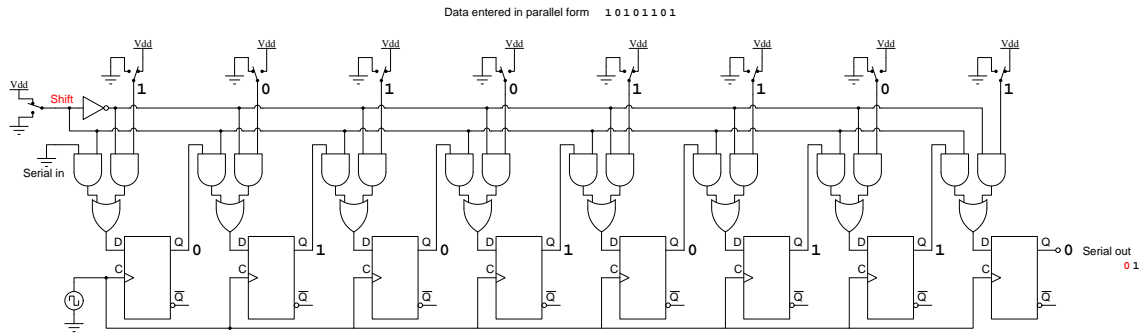 Data entered in parallel form 1 0 1 0 1 1 0 1
Vdd Vdd Vdd Vdd Vdd Vdd Vdd Vdd
Vdd
1 0 1 0 1 1 0 1
Shift
Serial in
D Q 0 D Q 1 D Q 0 D Q 1 D Q 0 D Q 1 D Q 1 D Q 0 Serial out
0 1
C C C C C C C C
Q Q Q Q Q Q Q Q